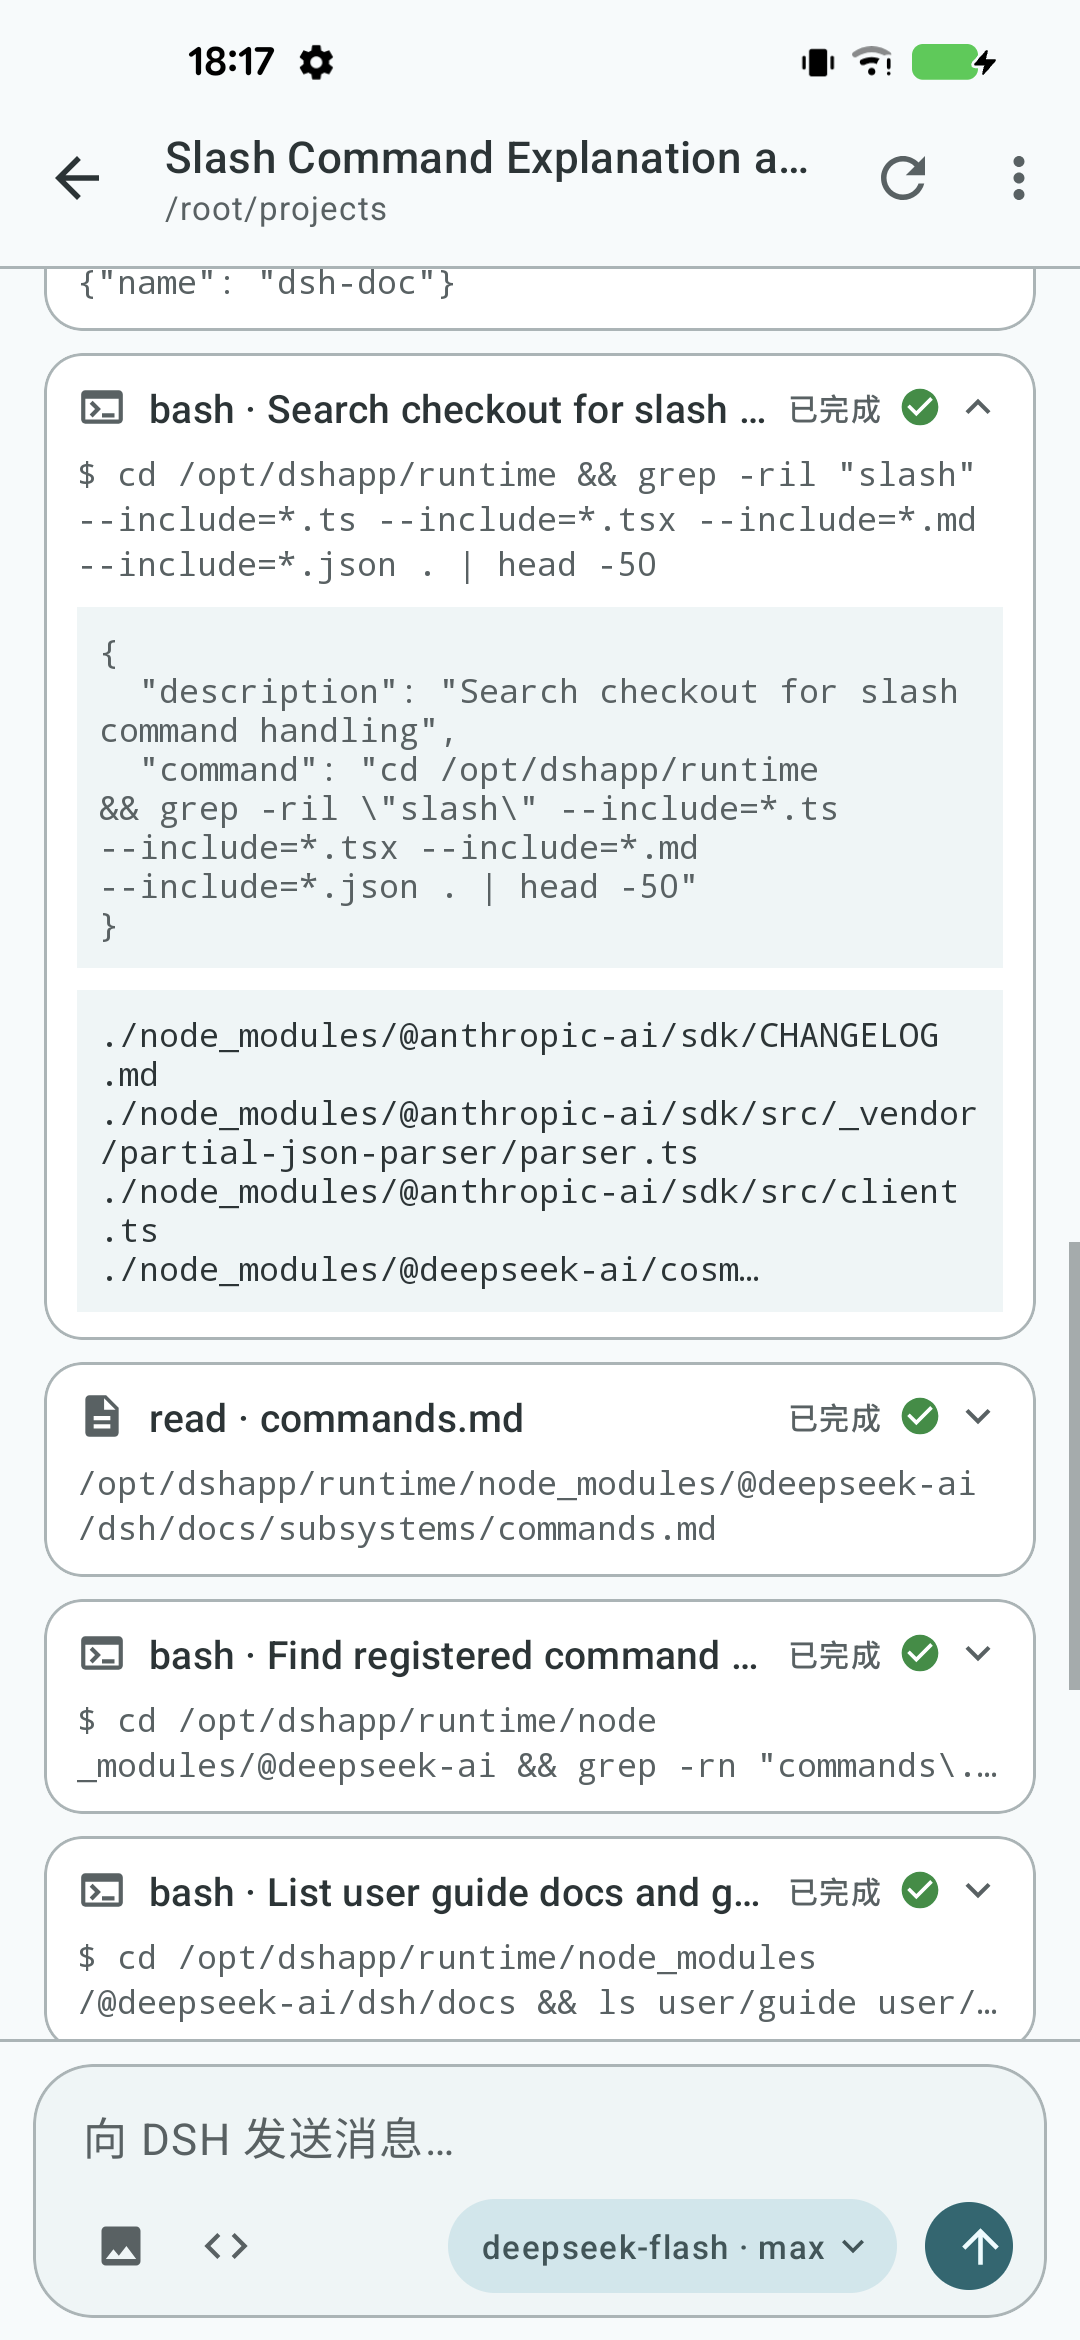 18:17
Slash Command Explanation a…
/root/projects
{"name": "dsh-doc"}
bash · Search checkout for slash … 已完成
$ cd /opt/dshapp/runtime && grep -ril "slash"
--include=*.ts --include=*.tsx --include=*.md
--include=*.json . | head -50
{
"description": "Search checkout for slash
command handling",
"command": "cd /opt/dshapp/runtime
&& grep -ril \"slash\" --include=*.ts
--include=*.tsx --include=*.md
--include=*.json . | head -50"
}
./node_modules/@anthropic-ai/sdk/CHANGELOG
.md
./node_modules/@anthropic-ai/sdk/src/_vendor
/partial-json-parser/parser.ts
./node_modules/@anthropic-ai/sdk/src/client
.ts
./node_modules/@deepseek-ai/cosm…
read · commands.md 已完成
/opt/dshapp/runtime/node_modules/@deepseek-ai
/dsh/docs/subsystems/commands.md
bash · Find registered command … 已完成
$ cd /opt/dshapp/runtime/node
_modules/@deepseek-ai && grep -rn "commands\.…
bash · List user guide docs and g… 已完成
$ cd /opt/dshapp/runtime/node_modules
/@deepseek-ai/dsh/docs && ls user/guide user/…
向 DSH 发送消息…
deepseek-flash · max